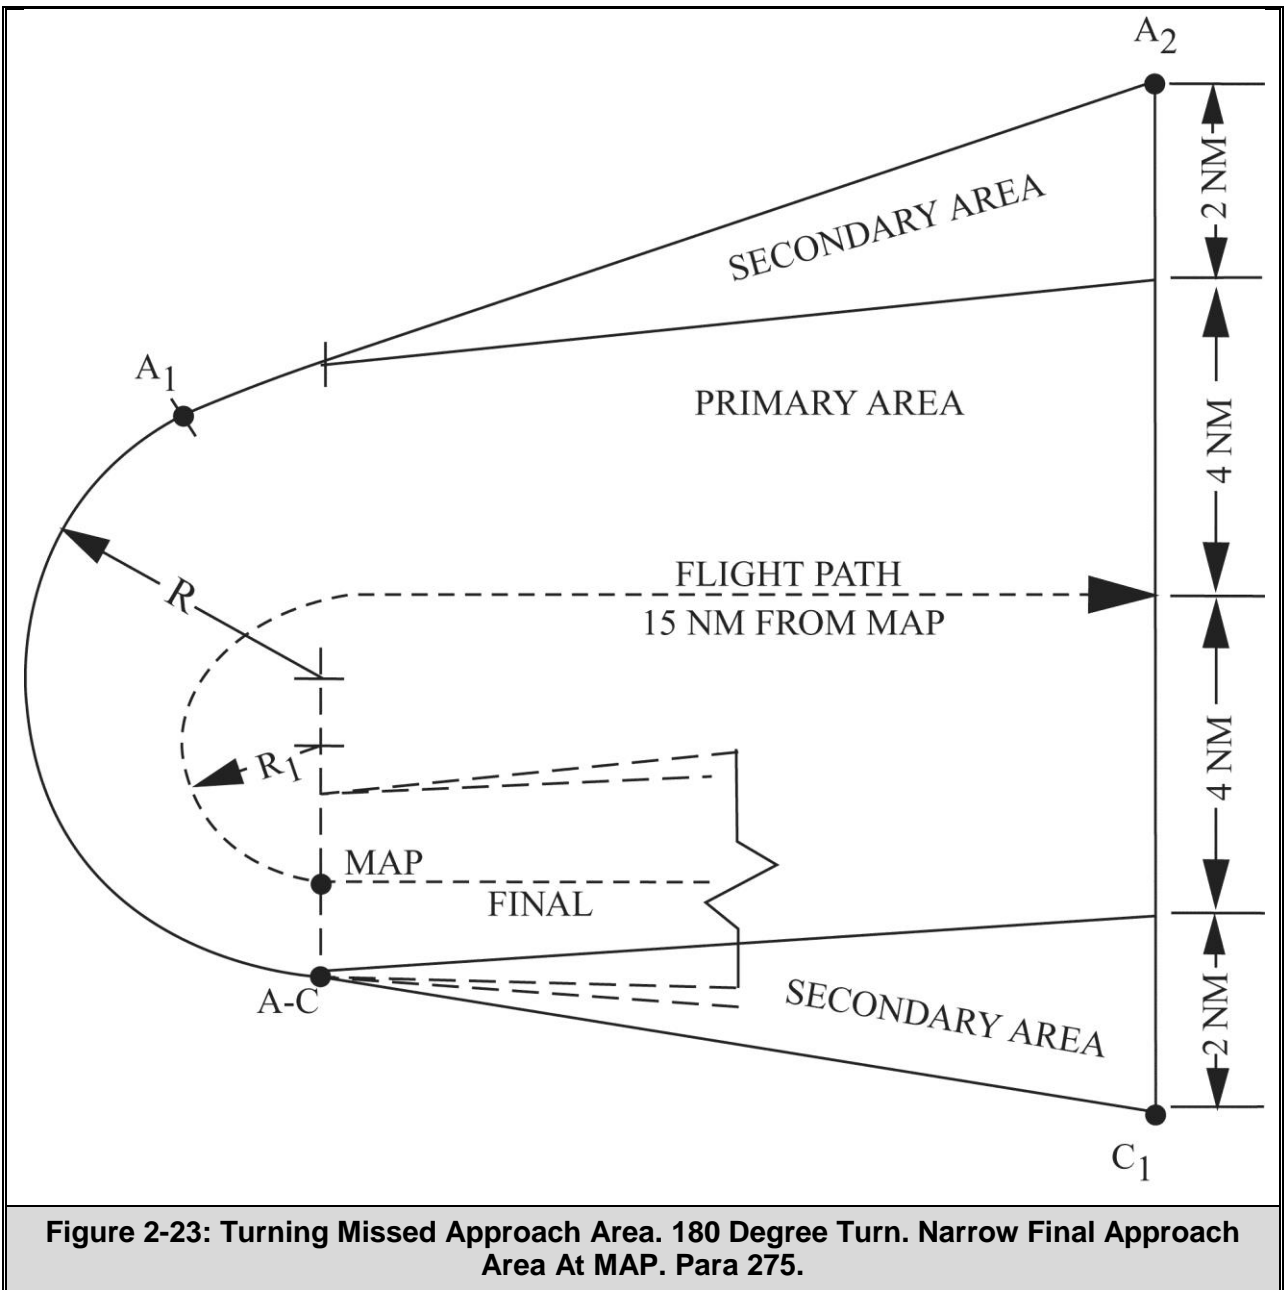 A2
2 NM
SECONDARY AREA
A1
PRIMARY AREA
4 NM
R
FLIGHT PATH
15 NM FROM MAP
R1
4 NM
MAP
FINAL
A-C
SECONDARY AREA
2 NM
C1
Figure 2-23: Turning Missed Approach Area. 180 Degree Turn. Narrow Final Approach
Area At MAP. Para 275.